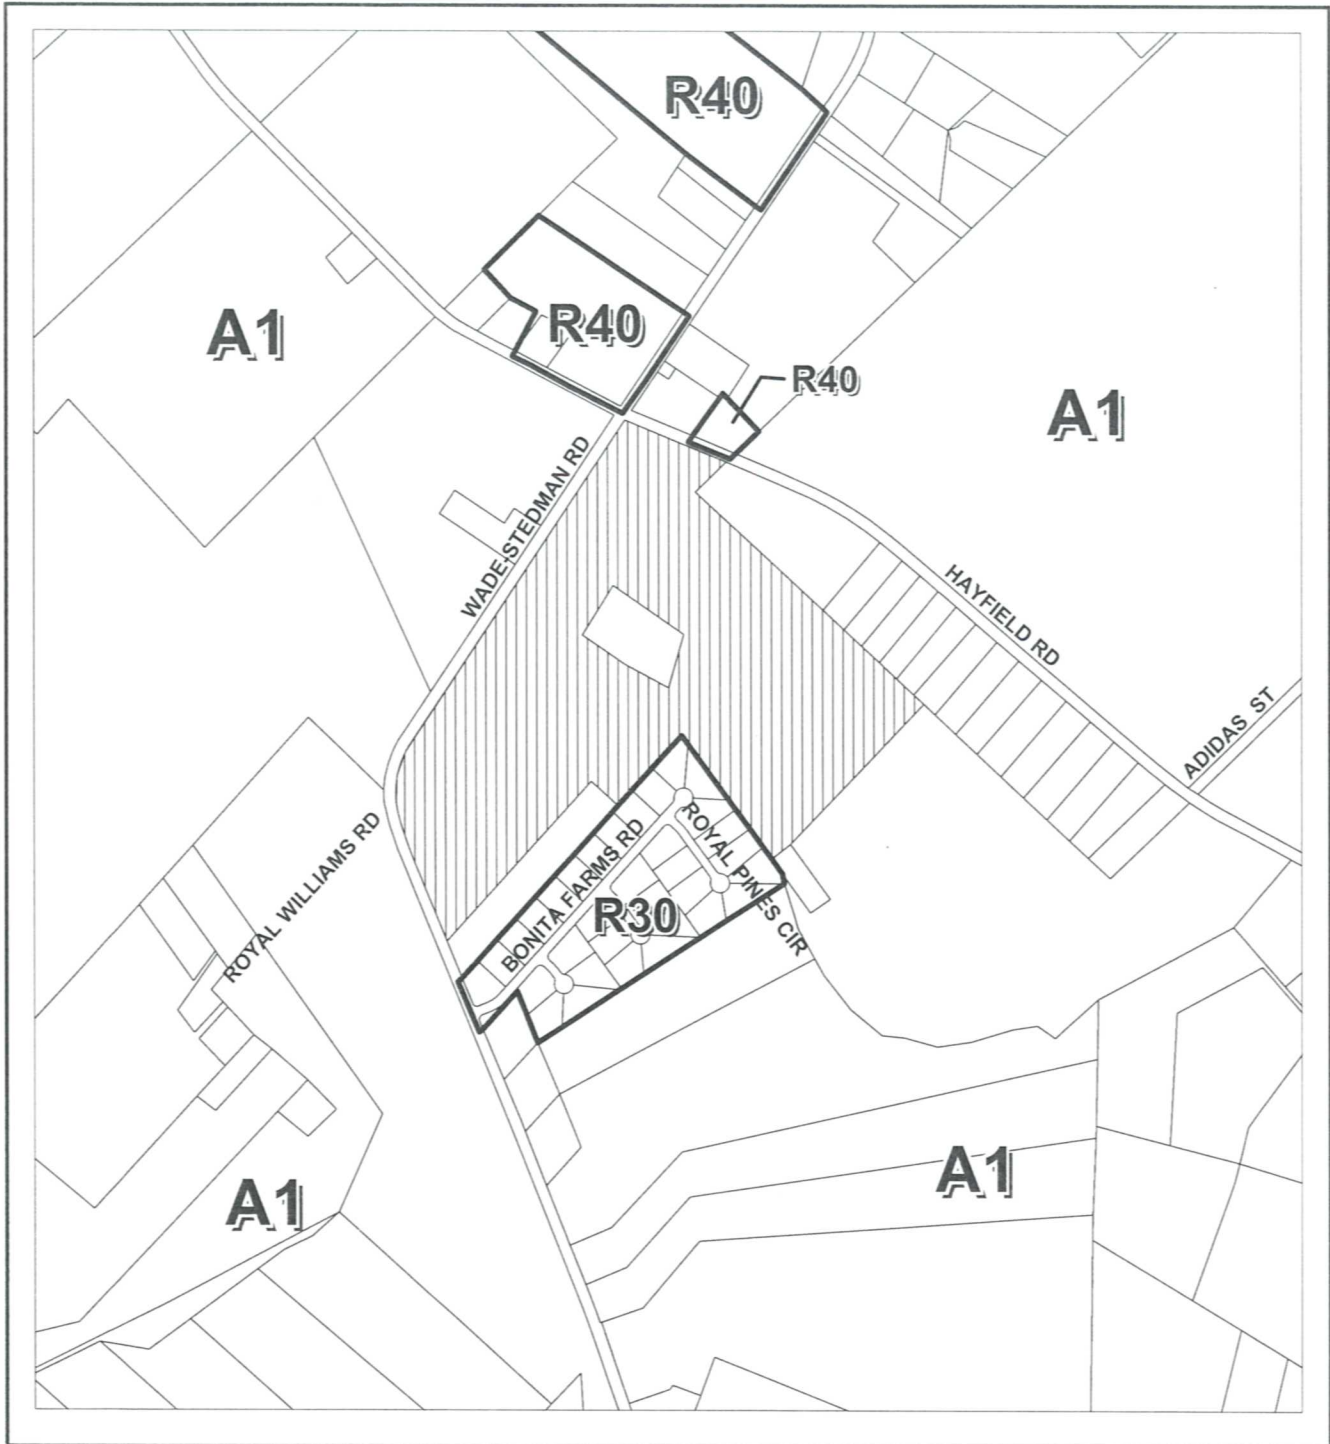 R40
A1
R40
R40
A1
WADE-STEDMAN RD
HAYFIELD RD
ADIDAS ST
ROYAL WILLIAMS RD
BONITA FARMS RD
ROYAL PINES CIR
R30
A1
A1